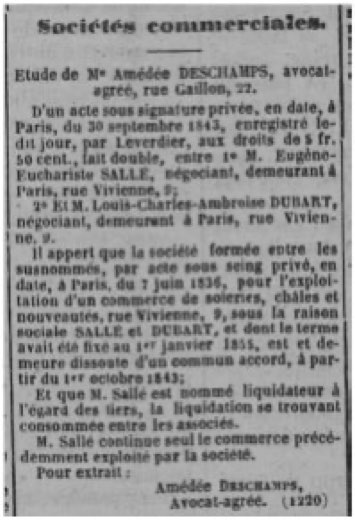 Sociétés commerciales.
Etude de Me Amédée DESCHAMPS, avocat-
agréé, rue Gaillon, 22.
D'un acte sous signature privée, en date, à
Paris, du 30 septembre 1843, enregistré le-
dit jour, par Leverdier, aux droits de 5 fr.
50 cent., fait double, entre 1° M. Eugène-
Euchariste SALLÉ, négociant, demeurant à
Paris, rue Vivienne, 9;
2° Et M. Louis-Charles-Ambroise DUBART,
négociant, demeurant à Paris, rue Vivien-
ne, 9.
Il appert que la société formée entre les
susnommés, par acte sous seing privé, en
date, à Paris, du 7 juin 1836, pour l'exploi-
tation d'un commerce de soieries, châles et
nouveautés, rue Vivienne, 9, sous la raison
sociale SALLÉ et DUBART, et dont le terme
avait été fixé au 1er janvier, est et de-
meure dissoute d'un commun accord, à par-
tir du 1er octobre 1843;
Et que M. Sallé est nommé liquidateur à
l'égard des tiers, la liquidation se trouvant
consommée entre les associés.
M. Sallé continue seul le commerce précé-
demment exploité par la société.
Pour extrait:
Amédée DESCHAMPS,
Avocat-agréé. (1220)